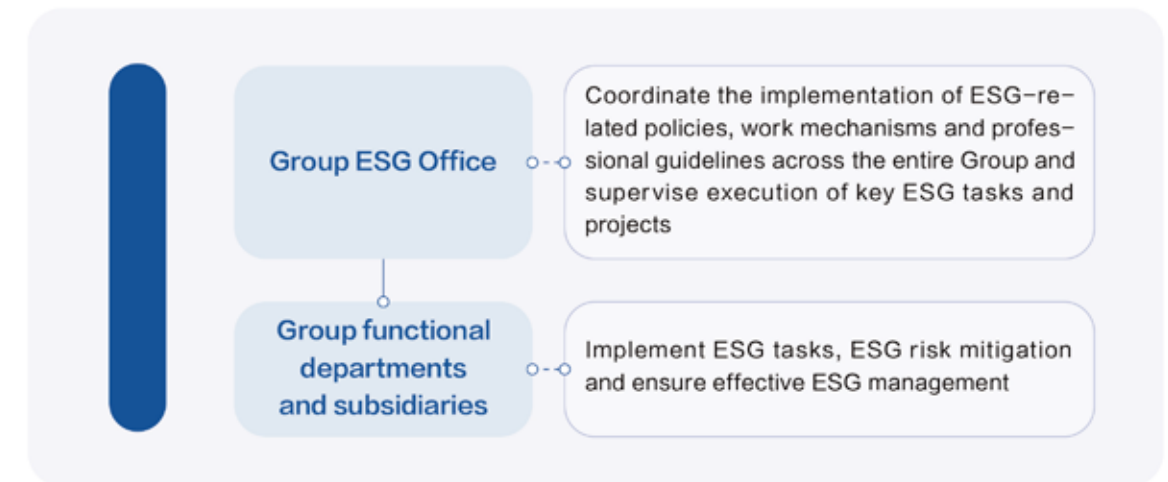 Group ESG Office
Coordinate the implementation of ESG-re-
lated policies, work mechanisms and profes-
sional guidelines across the entire Group and
supervise execution of key ESG tasks and
projects
Group functional
departments
and subsidiaries
Implement ESG tasks, ESG risk mitigation
and ensure effective ESG management